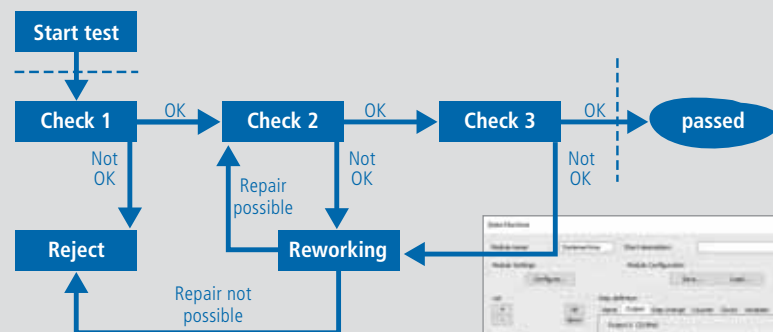 Start test
Check 1
OK
Check 2
OK
Check 3
OK
passed
Not
OK
Repair
possible
Not
OK
Not
OK
Reject
Reworking
Repair not
possible